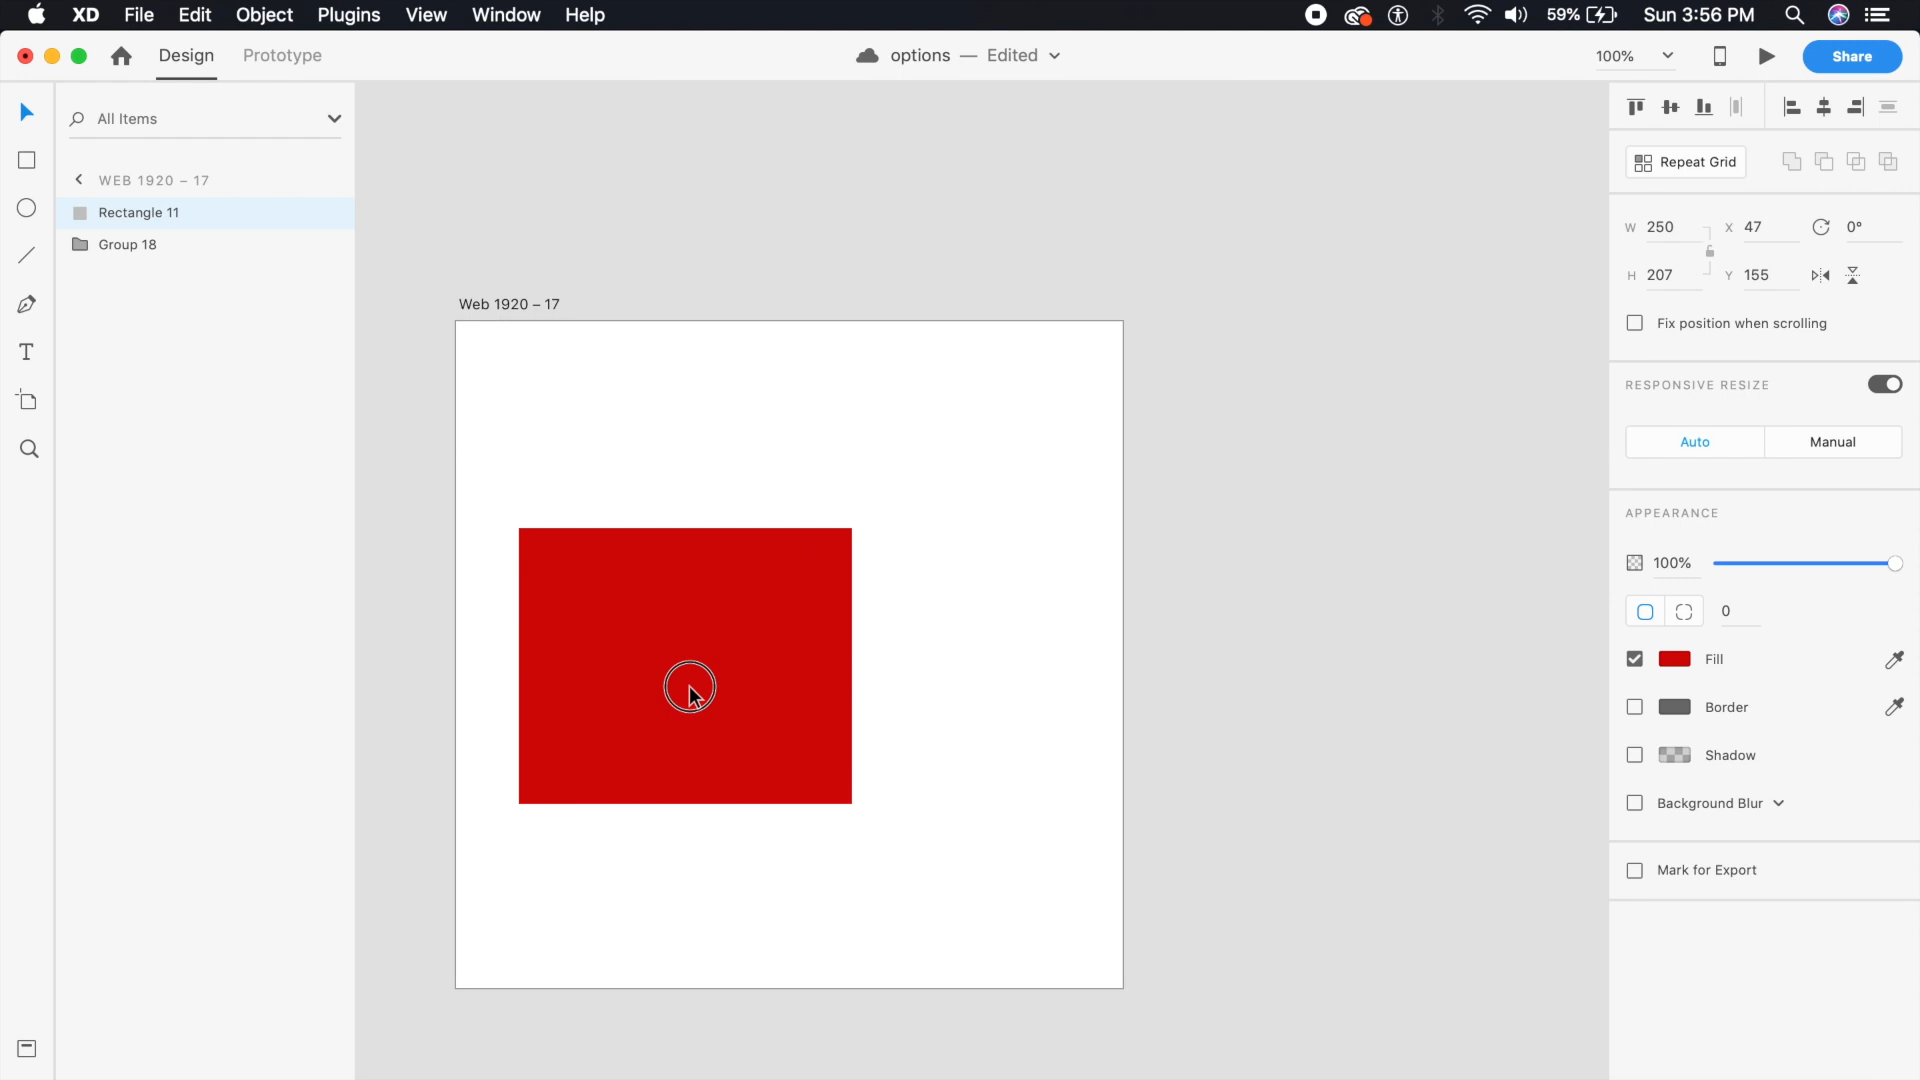 XD File Edit Object Plugins View Window Help 59% Sun 3:56 PM
Design Prototype options — Edited 100% Share
All Items
WEB 1920 – 17
Rectangle 11
Group 18
Web 1920 – 17
Repeat Grid
W 250 X 47 0°
H 207 Y 155
Fix position when scrolling
RESPONSIVE RESIZE
Auto Manual
APPEARANCE
100%
0
Fill
Border
Shadow
Background Blur
Mark for Export